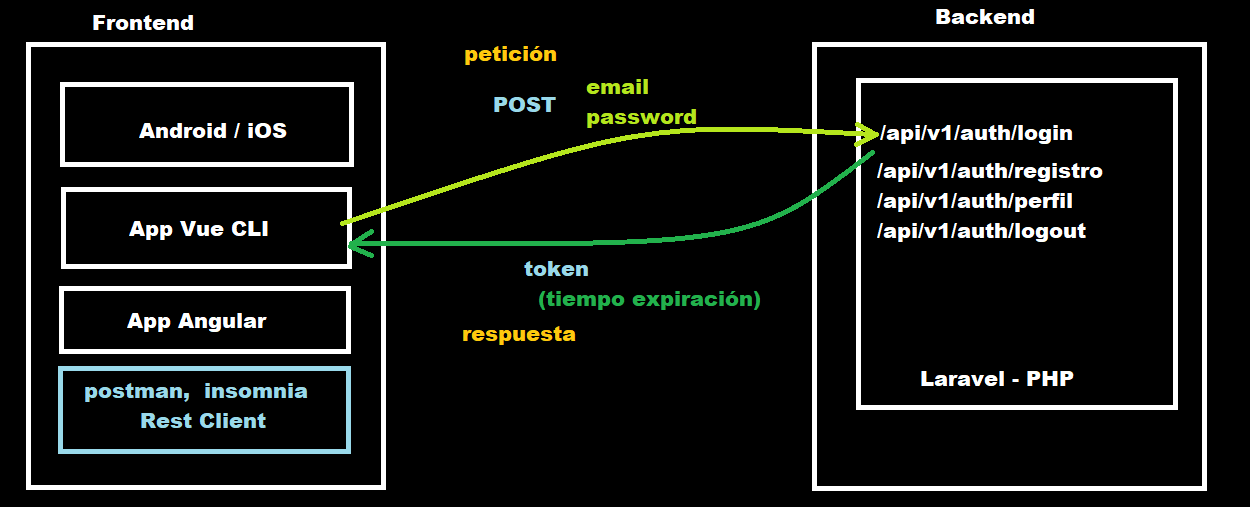 Frontend
Android / iOS
App Vue CLI
App Angular
postman, insomnia
Rest Client
petición
POST
email
password
token
(tiempo expiración)
respuesta
Backend
/api/v1/auth/login
/api/v1/auth/registro
/api/v1/auth/perfil
/api/v1/auth/logout
Laravel - PHP